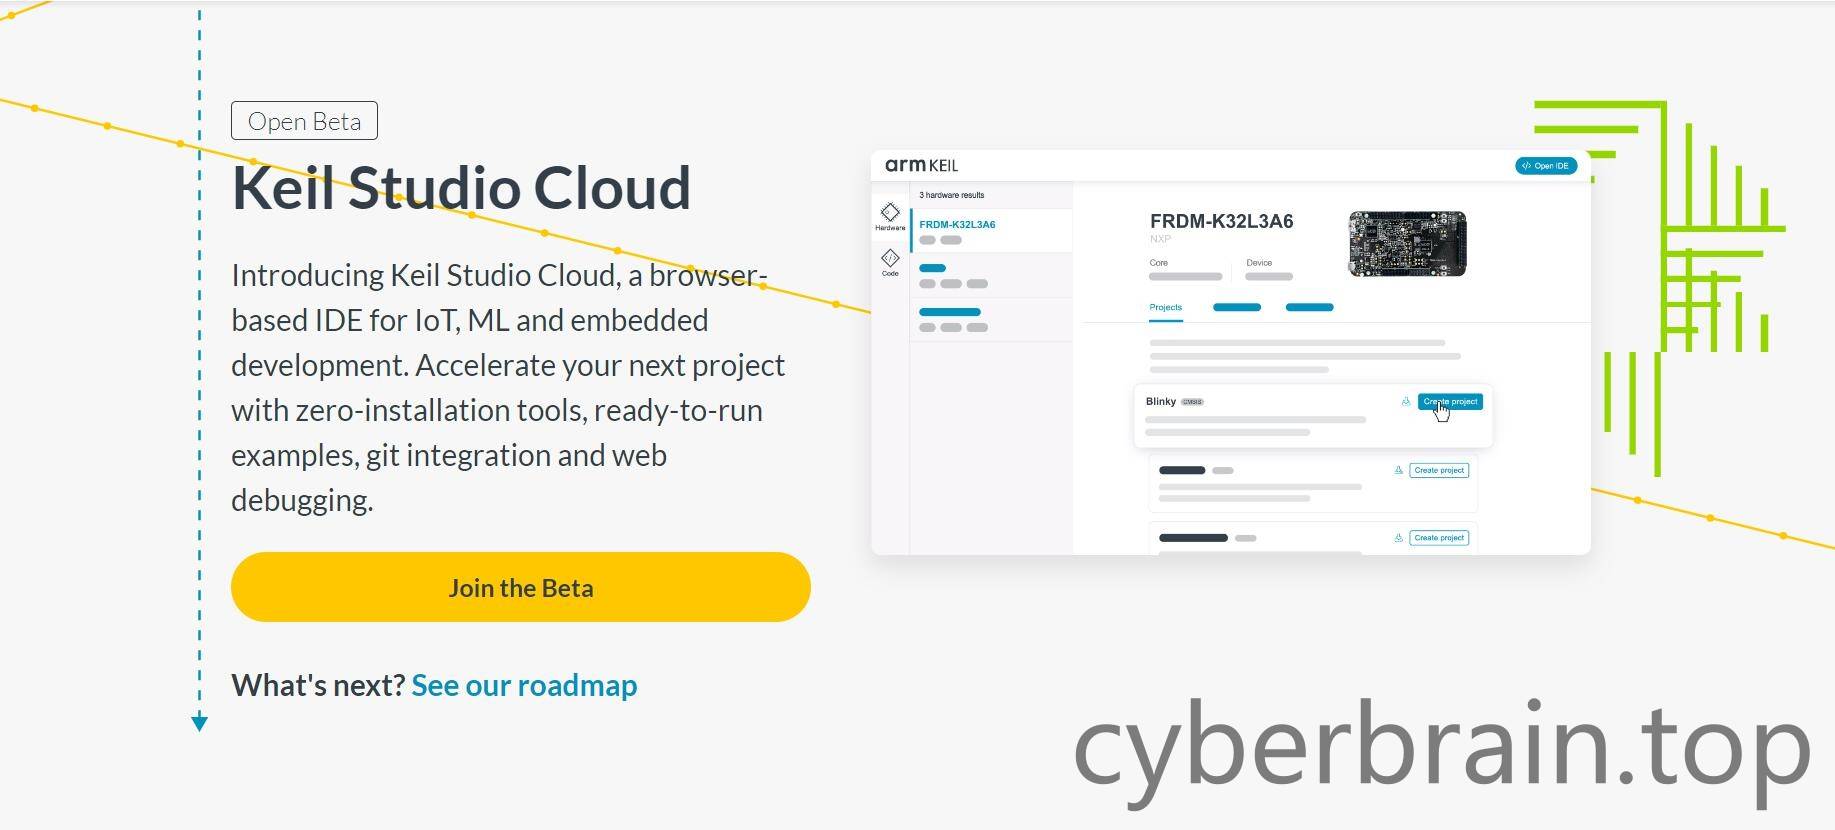 Open Beta
Keil Studio Cloud
Introducing Keil Studio Cloud, a browser-
based IDE for IoT, ML and embedded
development. Accelerate your next project
with zero-installation tools, ready-to-run
examples, git integration and web
debugging.
Join the Beta
What's next? See our roadmap
arm KEIL
</> Open IDE
Hardware
Code
3 hardware results
FRDM-K32L3A6
FRDM-K32L3A6
NXP
Core
Device
Projects
Blinky CMSIS
Create project
Create project
Create project
cyberbrain.top